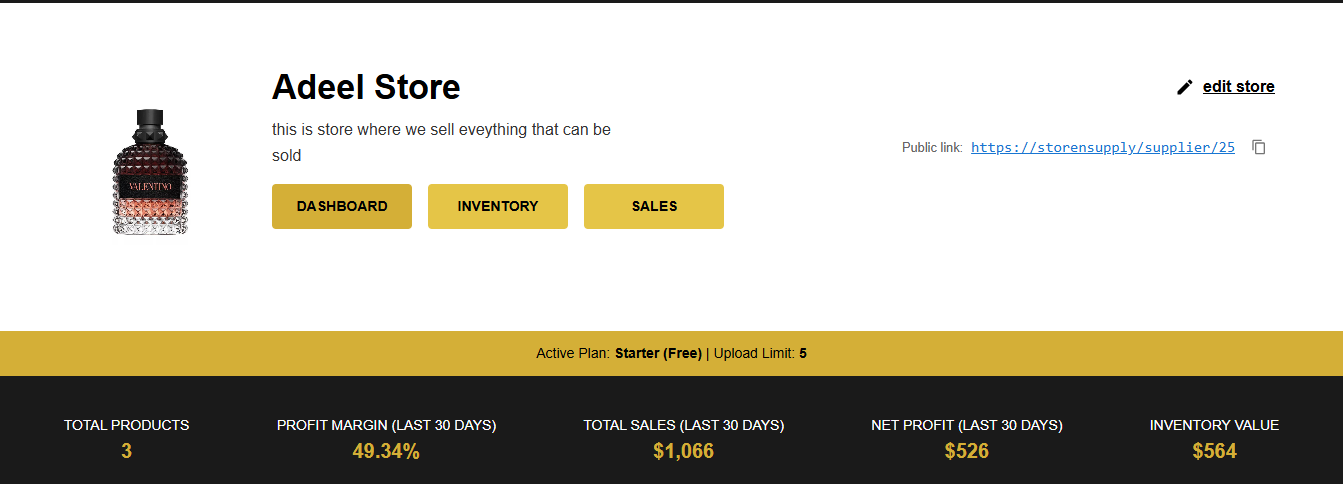 Adeel Store
edit store
this is store where we sell eveything that can be
sold
Public link: https://storensupply/supplier/25
VALENTINO
DASHBOARD INVENTORY SALES
Active Plan: Starter (Free) | Upload Limit: 5
TOTAL PRODUCTS PROFIT MARGIN (LAST 30 DAYS) TOTAL SALES (LAST 30 DAYS) NET PROFIT (LAST 30 DAYS) INVENTORY VALUE
3 49.34% $1,066 $526 $564